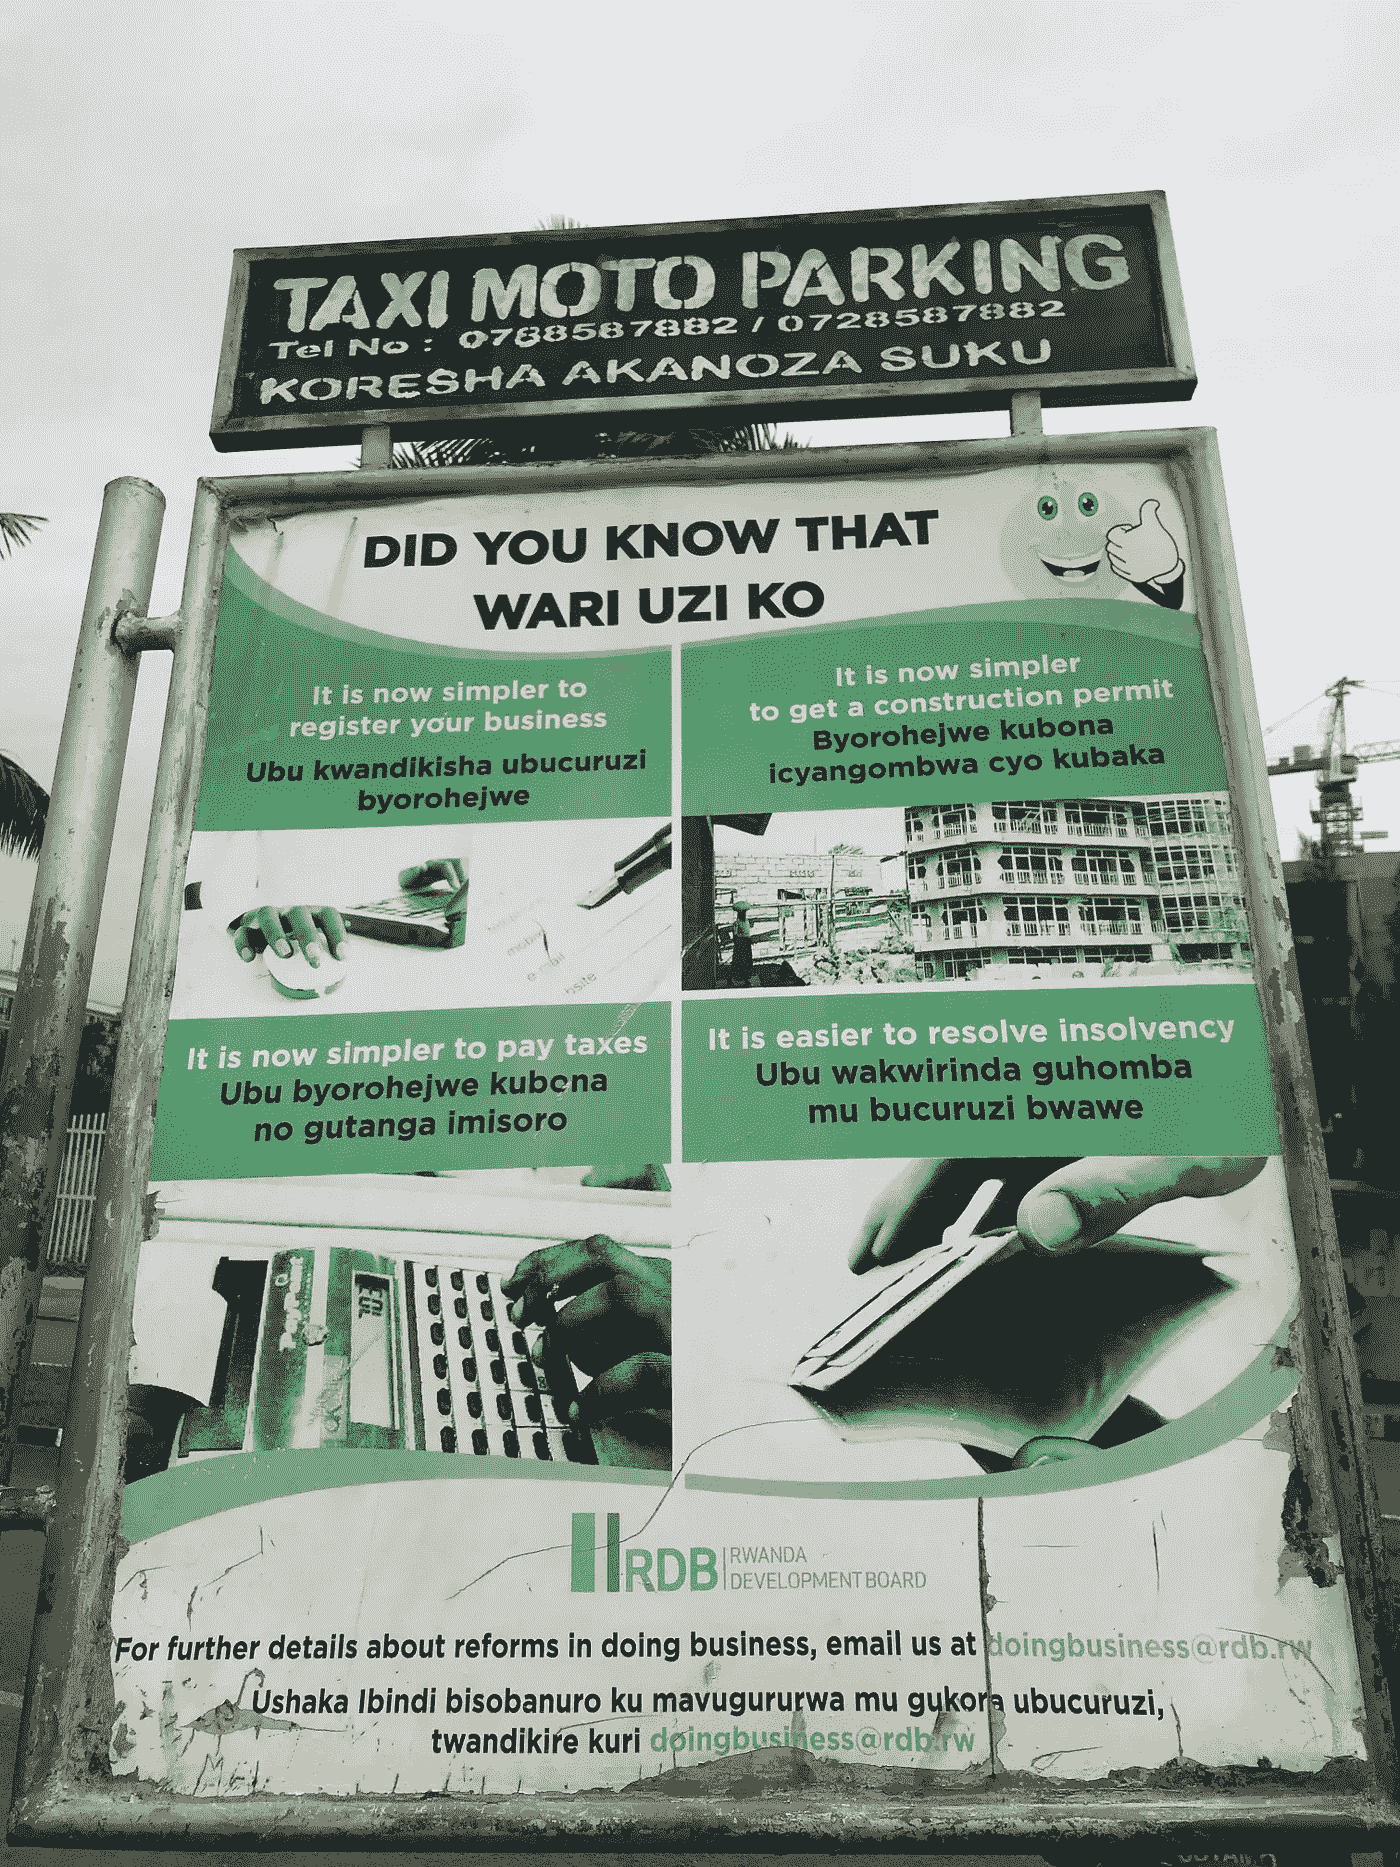 TAXI MOTO PARKING
Tel No : 0788587882 / 0728587882
KORESHA AKANOZA SUKU
DID YOU KNOW THAT
WARI UZI KO
It is now simpler to
register your business
Ubu kwandikisha ubucuruzi
byorohejwe
It is now simpler
to get a construction permit
Byorohejwe kubona
icyangombwa cyo kubaka
e-mail
It is now simpler to pay taxes
Ubu byorohejwe kubona
no gutanga imisoro
It is easier to resolve insolvency
Ubu wakwirinda guhomba
mu bucuruzi bwawe
RDB RWANDA
DEVELOPMENT BOARD
For further details about reforms in doing business, email us at doingbusiness@rdb.rw
Ushaka Ibindi bisobanuro ku mavugururwa mu gukora ubucuruzi,
twandikire kuri doingbusiness@rdb.rw